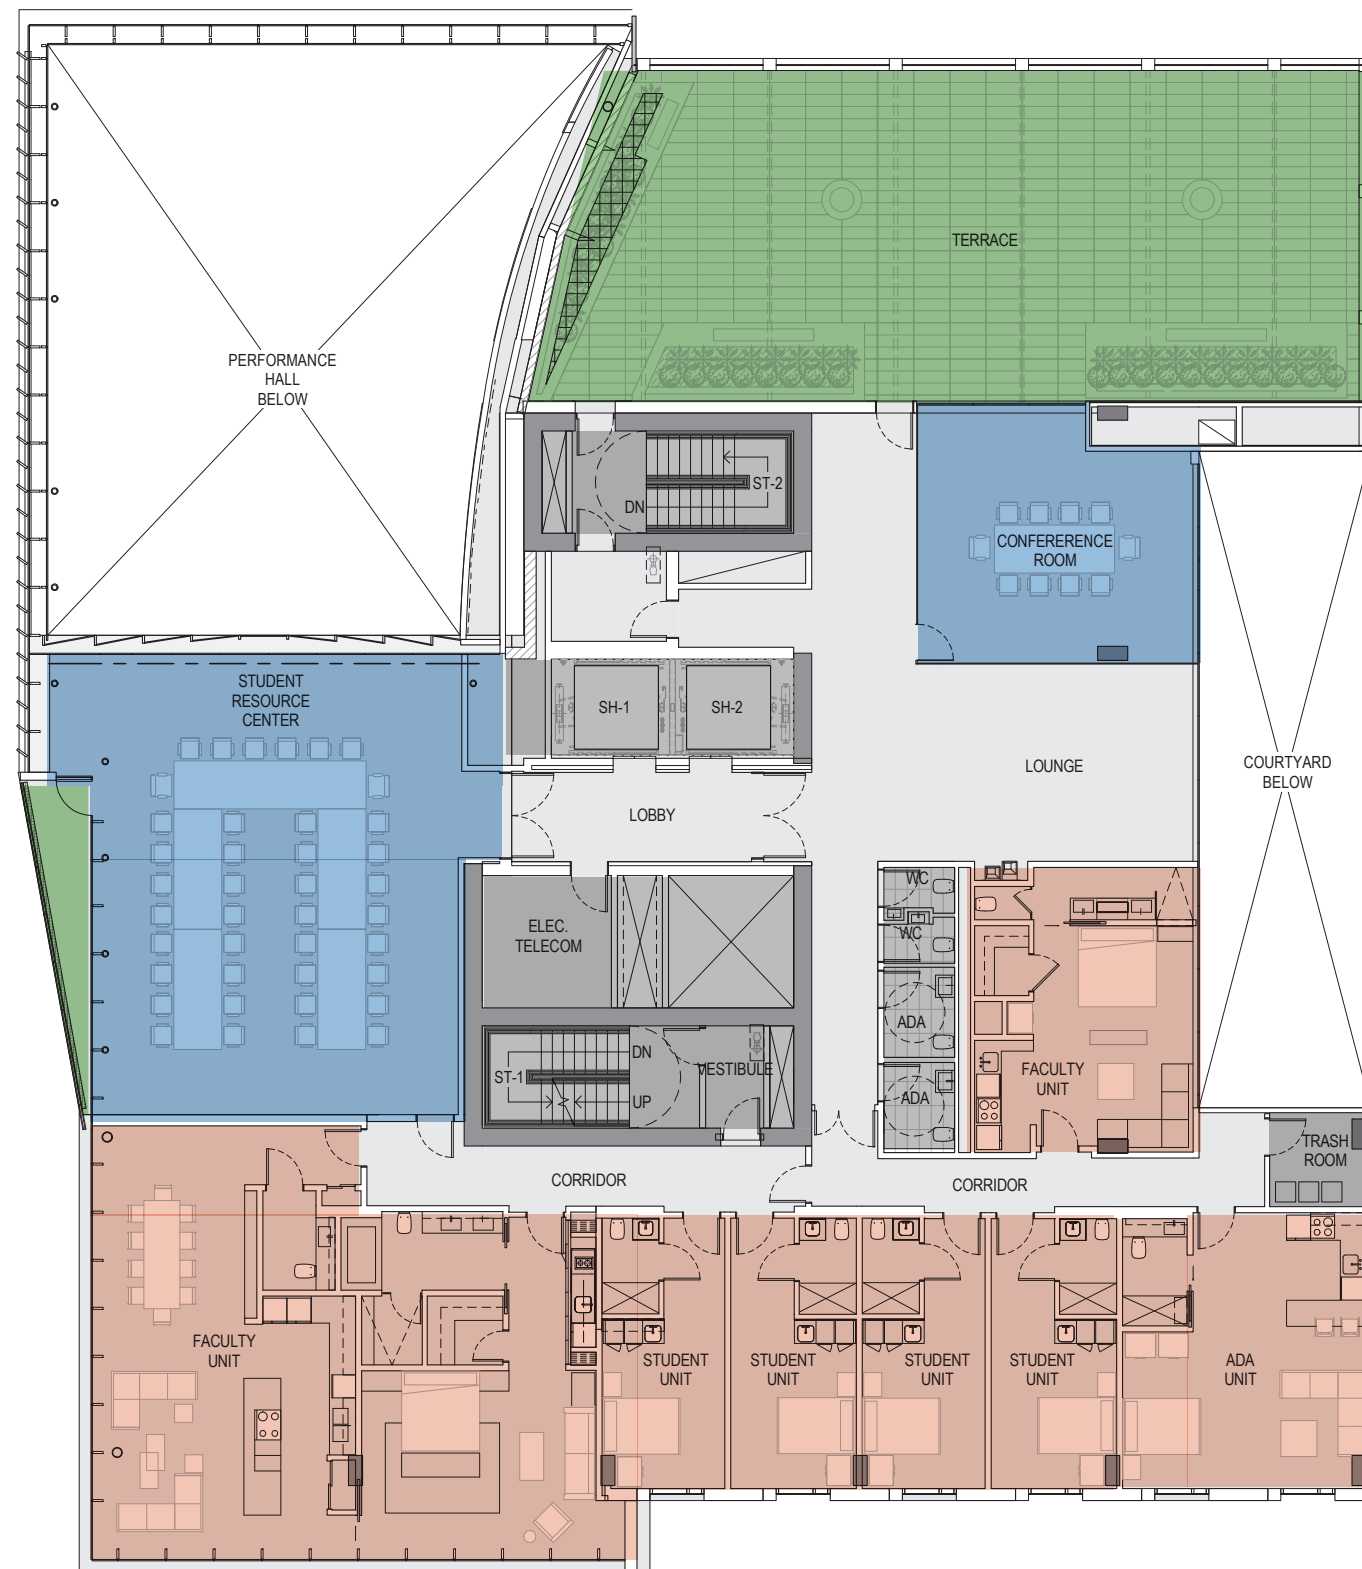 TERRACE
PERFORMANCE
HALL
BELOW
ST-2
DN
CONFERERENCE
ROOM
STUDENT
RESOURCE
CENTER
SH-1
SH-2
LOUNGE
COURTYARD
BELOW
LOBBY
WC
ELEC.
TELECOM
WC
ADA
DN
ST-1
VESTIBULE
UP
FACULTY
UNIT
ADA
TRASH
ROOM
CORRIDOR
CORRIDOR
FACULTY
UNIT
STUDENT
UNIT
STUDENT
UNIT
STUDENT
UNIT
STUDENT
UNIT
ADA
UNIT